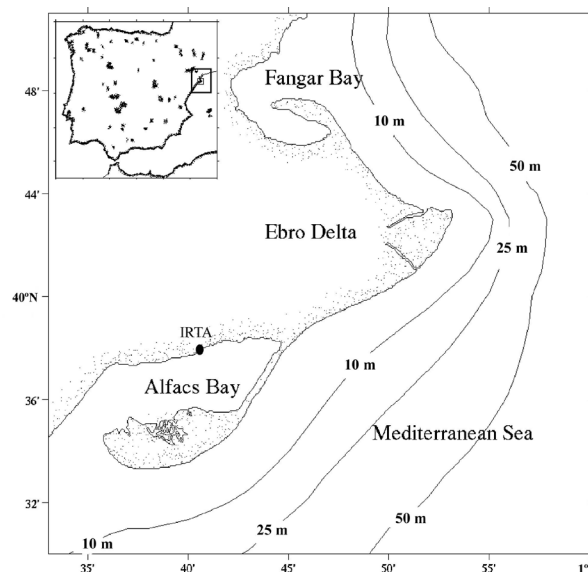 Fangar Bay
48'
10 m
50 m
44'
Ebro Delta
25 m
40°N
IRTA
10 m
Alfacs Bay
36'
Mediterranean Sea
32'
50 m
25 m
10 m
35'
40'
45'
50'
55'